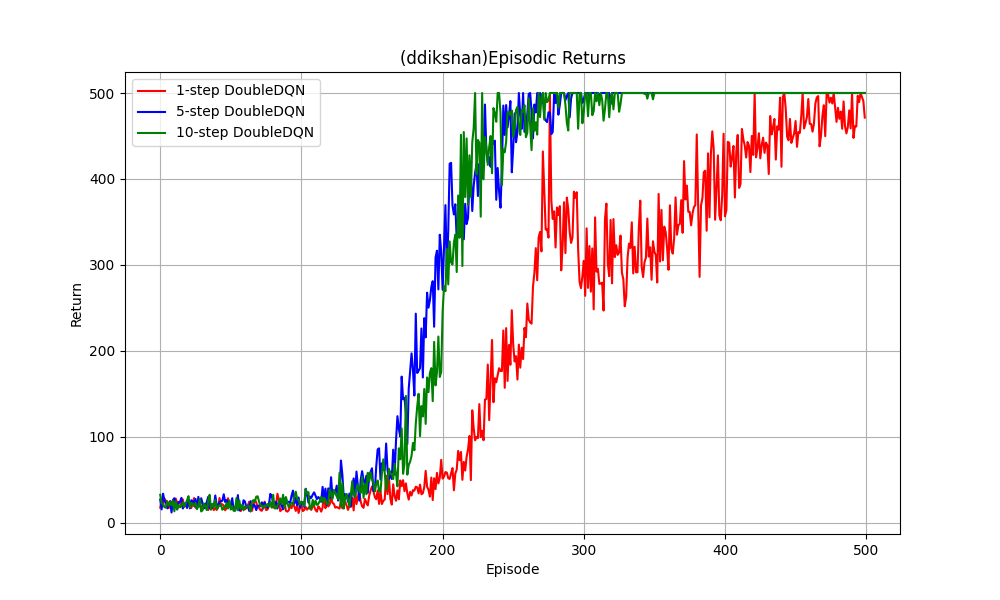 (ddikshan)Episodic Returns
1-step DoubleDQN
5-step DoubleDQN
10-step DoubleDQN
500
400
300
200
100
0
Return
0 100 200 300 400 500
Episode